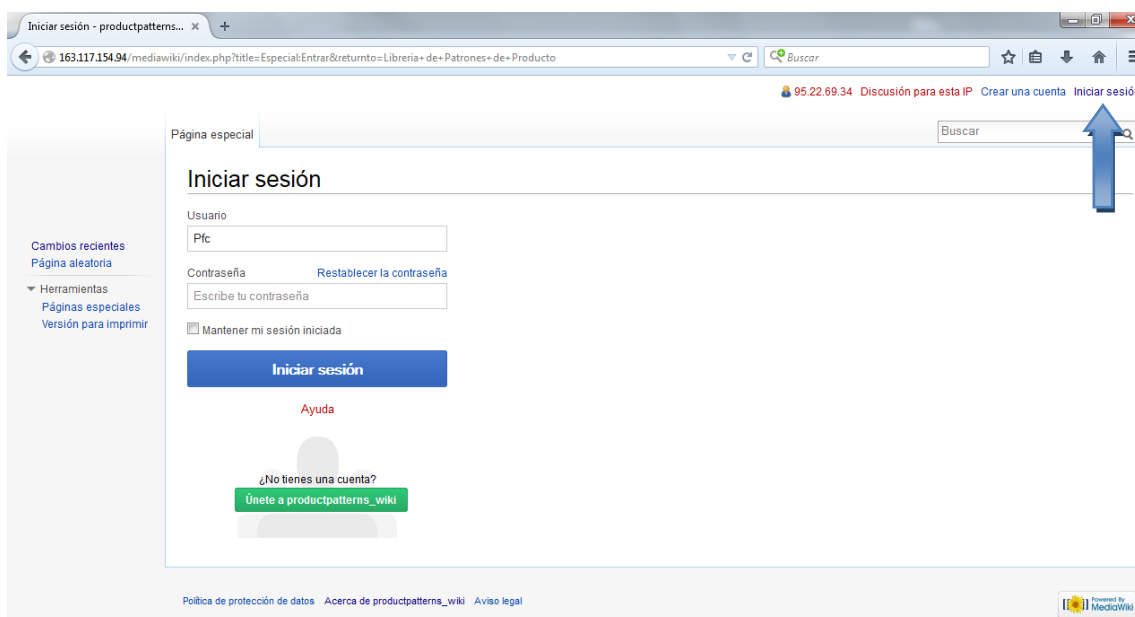 Iniciar sesión - productpatterns... × +
163.117.154.94/mediawiki/index.php?title=Especial:Entrar&returnto=Libreria+de+Patrones+de+Producto
Buscar
95.22.69.34 Discusión para esta IP Crear una cuenta Iniciar sesión
Página especial
Buscar
Iniciar sesión
Usuario
Pfc
Cambios recientes
Página aleatoria
Contraseña Restablecer la contraseña
Herramientas
Escribe tu contraseña
Páginas especiales
Versión para imprimir
Mantener mi sesión iniciada
Iniciar sesión
Ayuda
¿No tienes una cuenta?
Únete a productpatterns_wiki
Política de protección de datos Acerca de productpatterns_wiki Aviso legal
Powered By
MediaWiki